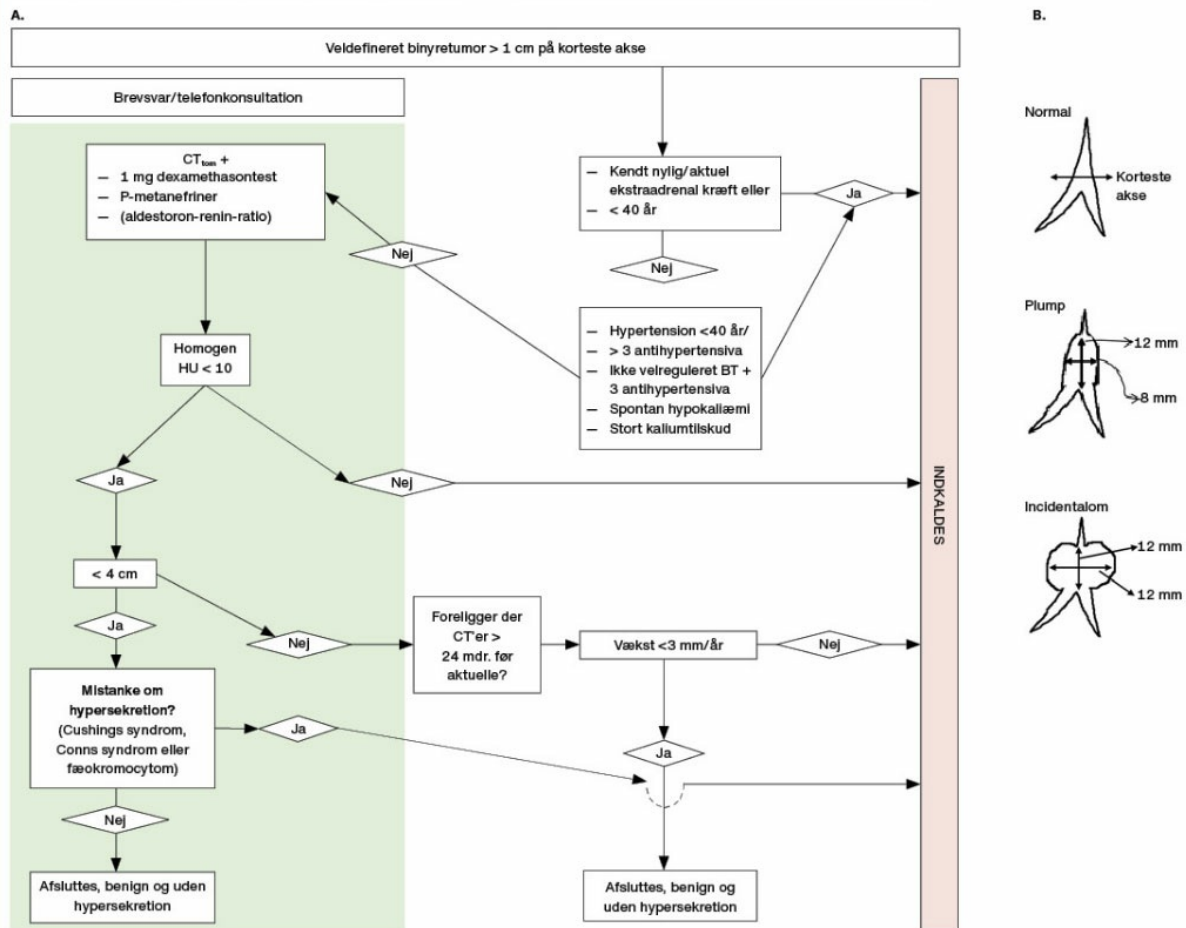 A.
B.
Veldefineret binyretumor > 1 cm på korteste akse
Brevsvar/telefonkonsultation
CTtom +
— 1 mg dexamethasontest
— P-metanefriner
— (aldestoron-renin-ratio)
— Kendt nylig/aktuel
ekstraadrenal kræft eller
— < 40 år
Ja
Nej
Nej
— Hypertension <40 år/
— > 3 antihypertensiva
— Ikke velreguleret BT +
3 antihypertensiva
— Spontan hypokaliæmi
— Stort kaliumtilskud
Homogen
HU < 10
Ja
Nej
< 4 cm
Ja
Nej
Foreligger der
CT'er >
24 mdr. før
aktuelle?
Vækst <3 mm/år
Nej
Mistanke om
hypersekretion?
(Cushings syndrom,
Conns syndrom eller
fæokromocytom)
Ja
Ja
Nej
Afsluttes, benign og uden
hypersekretion
Afsluttes, benign og
uden hypersekretion
INDKALDES
Normal
Korteste
akse
Plump
12 mm
8 mm
Incidentalom
12 mm
12 mm